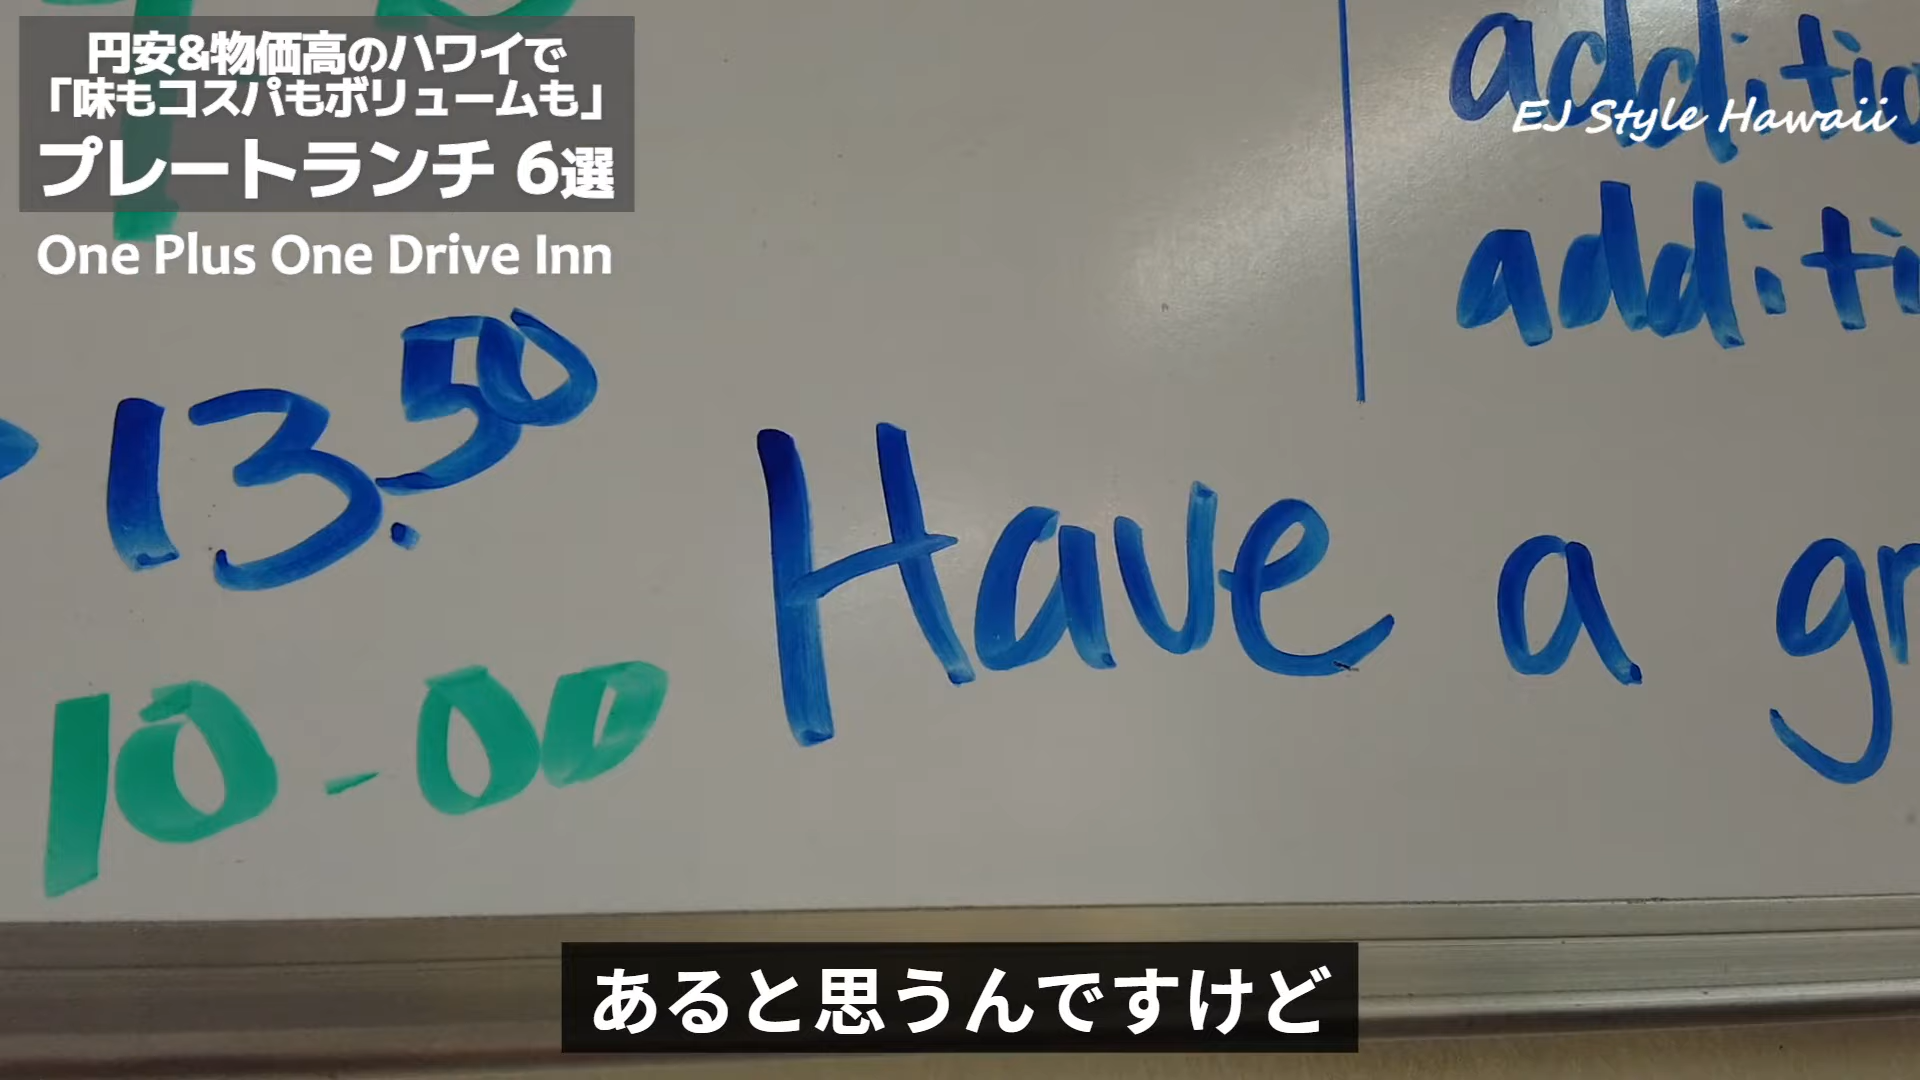 円安&物価高のハワイで
「味もコスパもボリュームも」
プレートランチ 6選
One Plus One Drive Inn
EJ Style Hawaii
13.50
10-00
Have a
あると思うんですけど